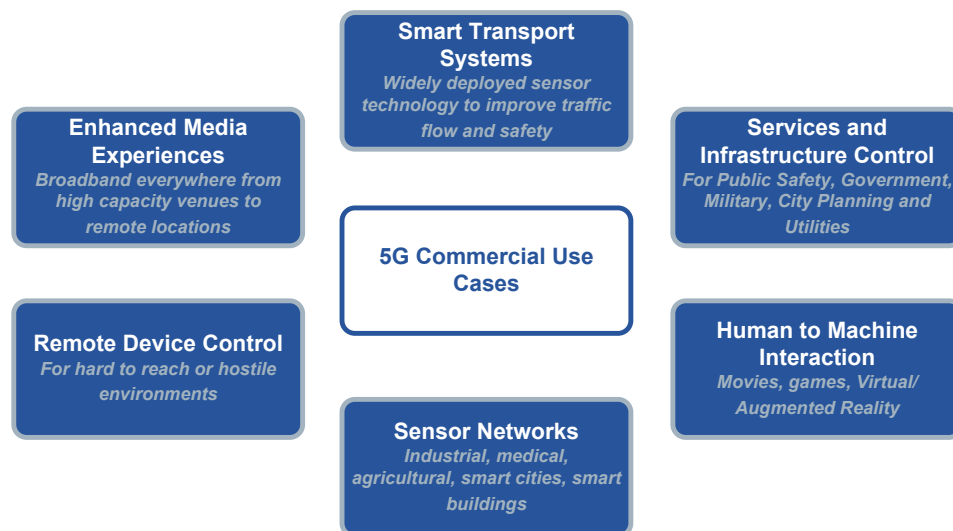 Smart Transport
Systems
Widely deployed sensor
technology to improve traffic
flow and safety
Enhanced Media
Experiences
Broadband everywhere from
high capacity venues to
remote locations
Services and
Infrastructure Control
For Public Safety, Government,
Military, City Planning and
Utilities
5G Commercial Use
Cases
Remote Device Control
For hard to reach or hostile
environments
Human to Machine
Interaction
Movies, games, Virtual/
Augmented Reality
Sensor Networks
Industrial, medical,
agricultural, smart cities, smart
buildings